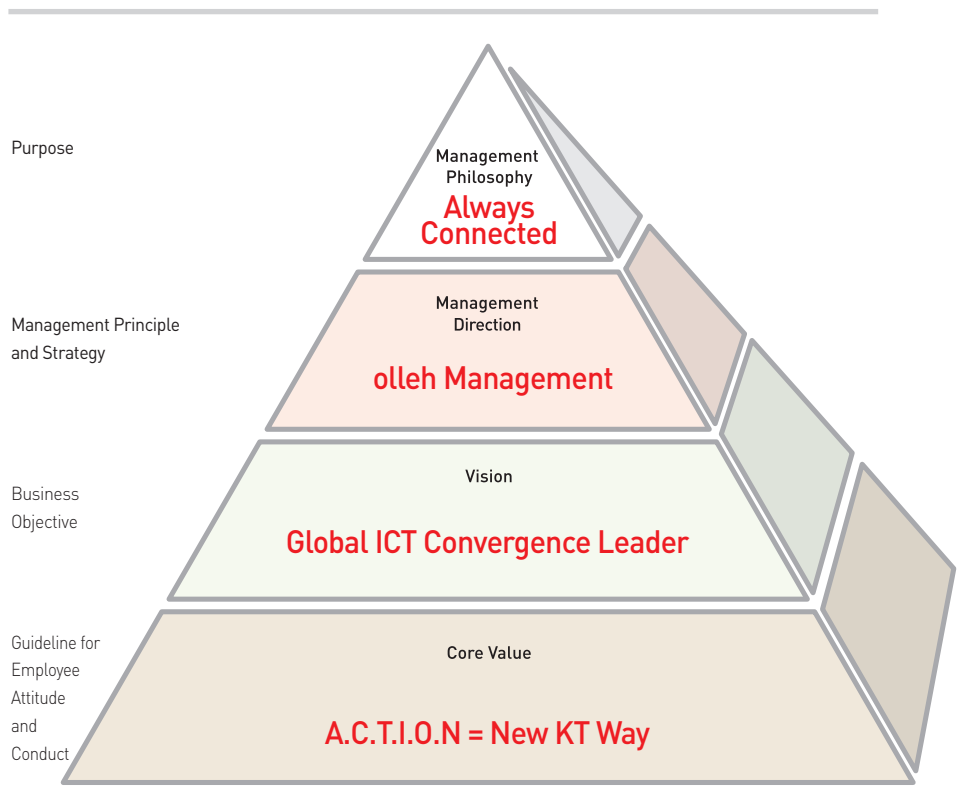 Purpose
Management
Philosophy
Always
Connected
Management Principle
and Strategy
Management
Direction
olleh Management
Business
Objective
Vision
Global ICT Convergence Leader
Guideline for
Employee
Attitude
and
Conduct
Core Value
A.C.T.I.O.N = New KT Way